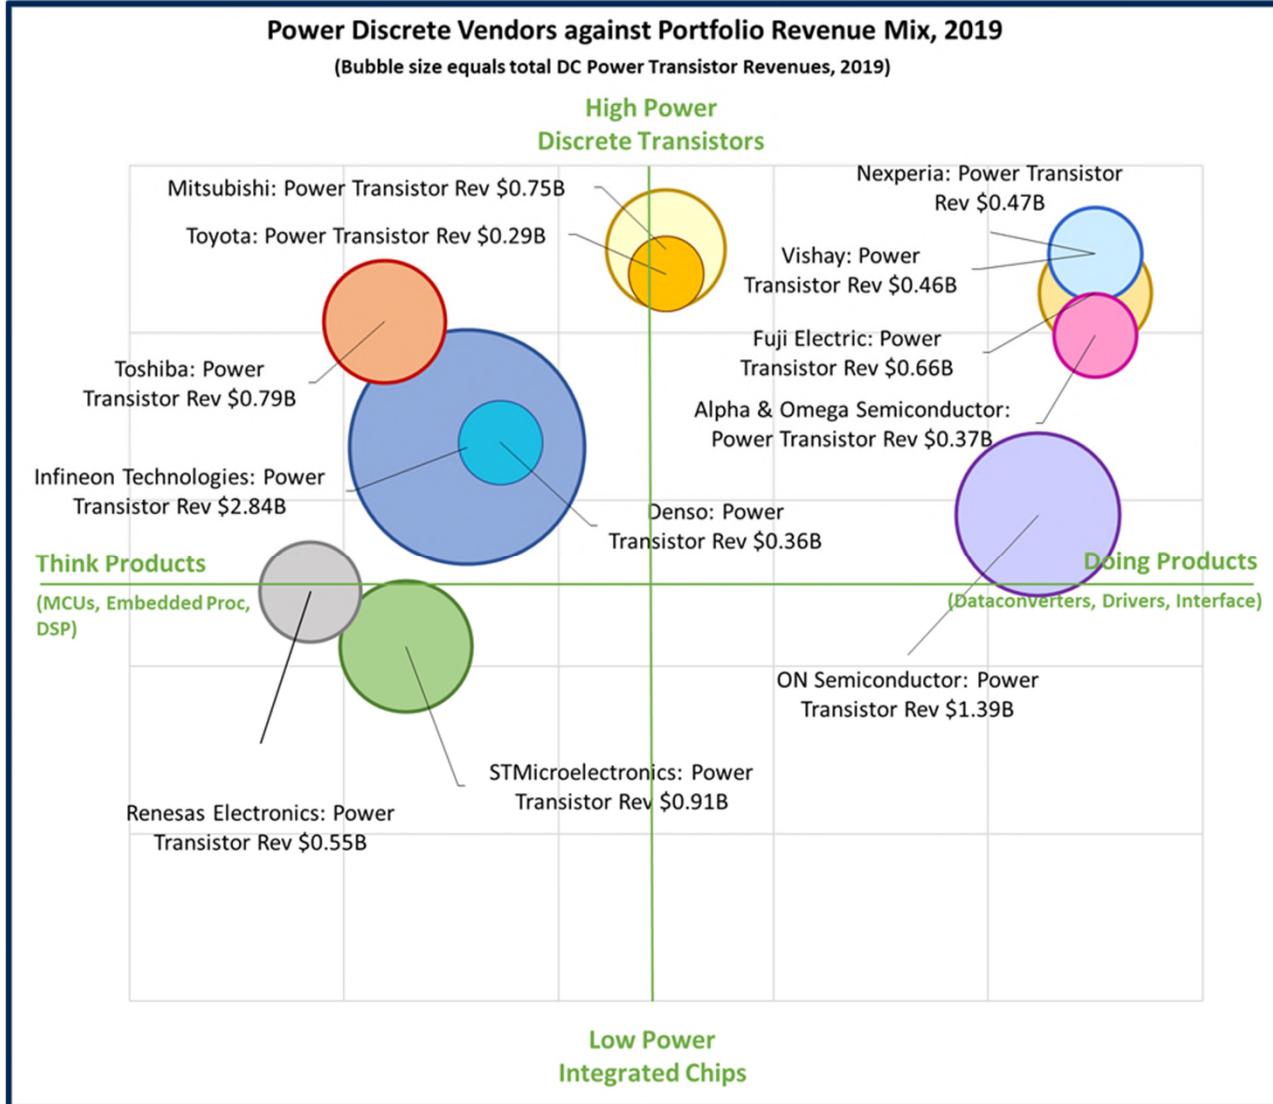 Power Discrete Vendors against Portfolio Revenue Mix, 2019
(Bubble size equals total DC Power Transistor Revenues, 2019)
High Power
Discrete Transistors
Mitsubishi: Power Transistor Rev $0.75B
Toyota: Power Transistor Rev $0.29B
Nexperia: Power Transistor
Rev $0.47B
Vishay: Power
Transistor Rev $0.46B
Fuji Electric: Power
Transistor Rev $0.66B
Toshiba: Power
Transistor Rev $0.79B
Alpha & Omega Semiconductor:
Power Transistor Rev $0.37B
Infineon Technologies: Power
Transistor Rev $2.84B
Denso: Power
Transistor Rev $0.36B
Think Products
(MCUs, Embedded Proc,
DSP)
Doing Products
(Dataconverters, Drivers, Interface)
ON Semiconductor: Power
Transistor Rev $1.39B
STMicroelectronics: Power
Transistor Rev $0.91B
Renesas Electronics: Power
Transistor Rev $0.55B
Low Power
Integrated Chips